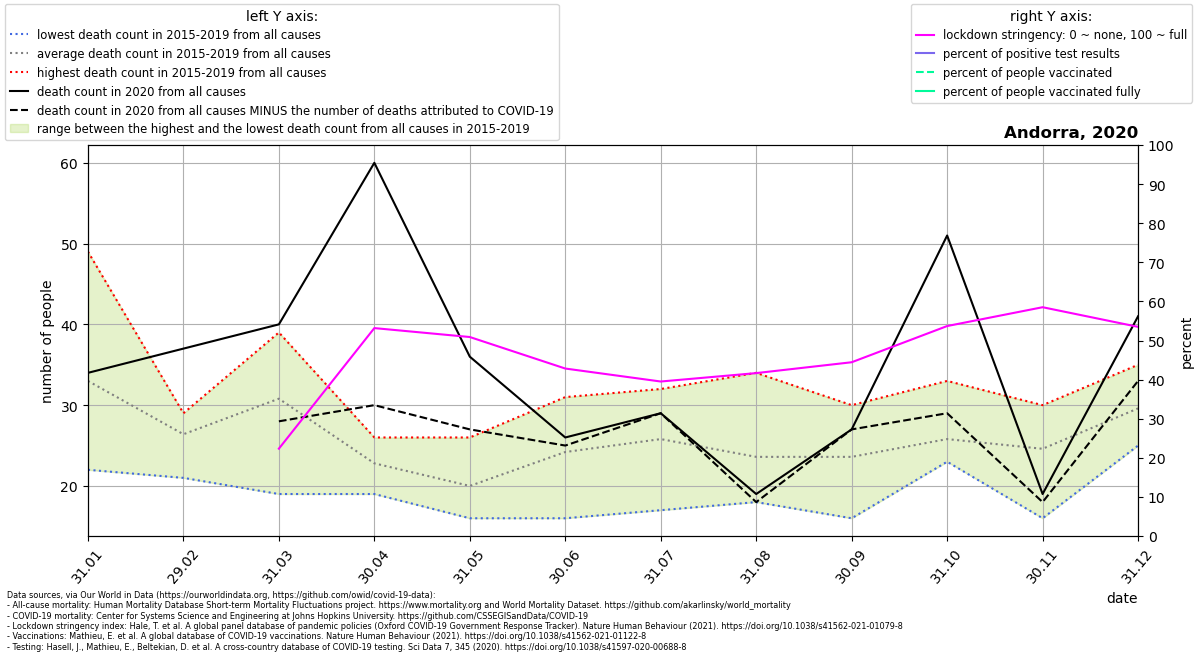 left Y axis:
lowest death count in 2015-2019 from all causes
average death count in 2015-2019 from all causes
highest death count in 2015-2019 from all causes
death count in 2020 from all causes
death count in 2020 from all causes MINUS the number of deaths attributed to COVID-19
range between the highest and the lowest death count from all causes in 2015-2019
right Y axis:
lockdown stringency: 0 ~ none, 100 ~ full
percent of positive test results
percent of people vaccinated
percent of people vaccinated fully
Andorra, 2020
number of people
60
50
40
30
20
100
90
80
70
60
50
40
30
20
10
0
percent
31.01
29.02
31.03
30.04
31.05
30.06
31.07
31.08
30.09
31.10
30.11
31.12
date
Data sources, via Our World in Data (https://ourworldindata.org, https://github.com/owid/covid-19-data):
- All-cause mortality: Human Mortality Database Short-term Mortality Fluctuations project. https://www.mortality.org and World Mortality Dataset. https://github.com/akarlinsky/world_mortality
- COVID-19 mortality: Center for Systems Science and Engineering at Johns Hopkins University. https://github.com/CSSEGISandData/COVID-19
- Lockdown stringency index: Hale, T. et al. A global panel database of pandemic policies (Oxford COVID-19 Government Response Tracker). Nature Human Behaviour (2021). https://doi.org/10.1038/s41562-021-01079-8
- Vaccinations: Mathieu, E. et al. A global database of COVID-19 vaccinations. Nature Human Behaviour (2021). https://doi.org/10.1038/s41562-021-01122-8
- Testing: Hasell, J., Mathieu, E., Beltekian, D. et al. A cross-country database of COVID-19 testing. Sci Data 7, 345 (2020). https://doi.org/10.1038/s41597-020-00688-8